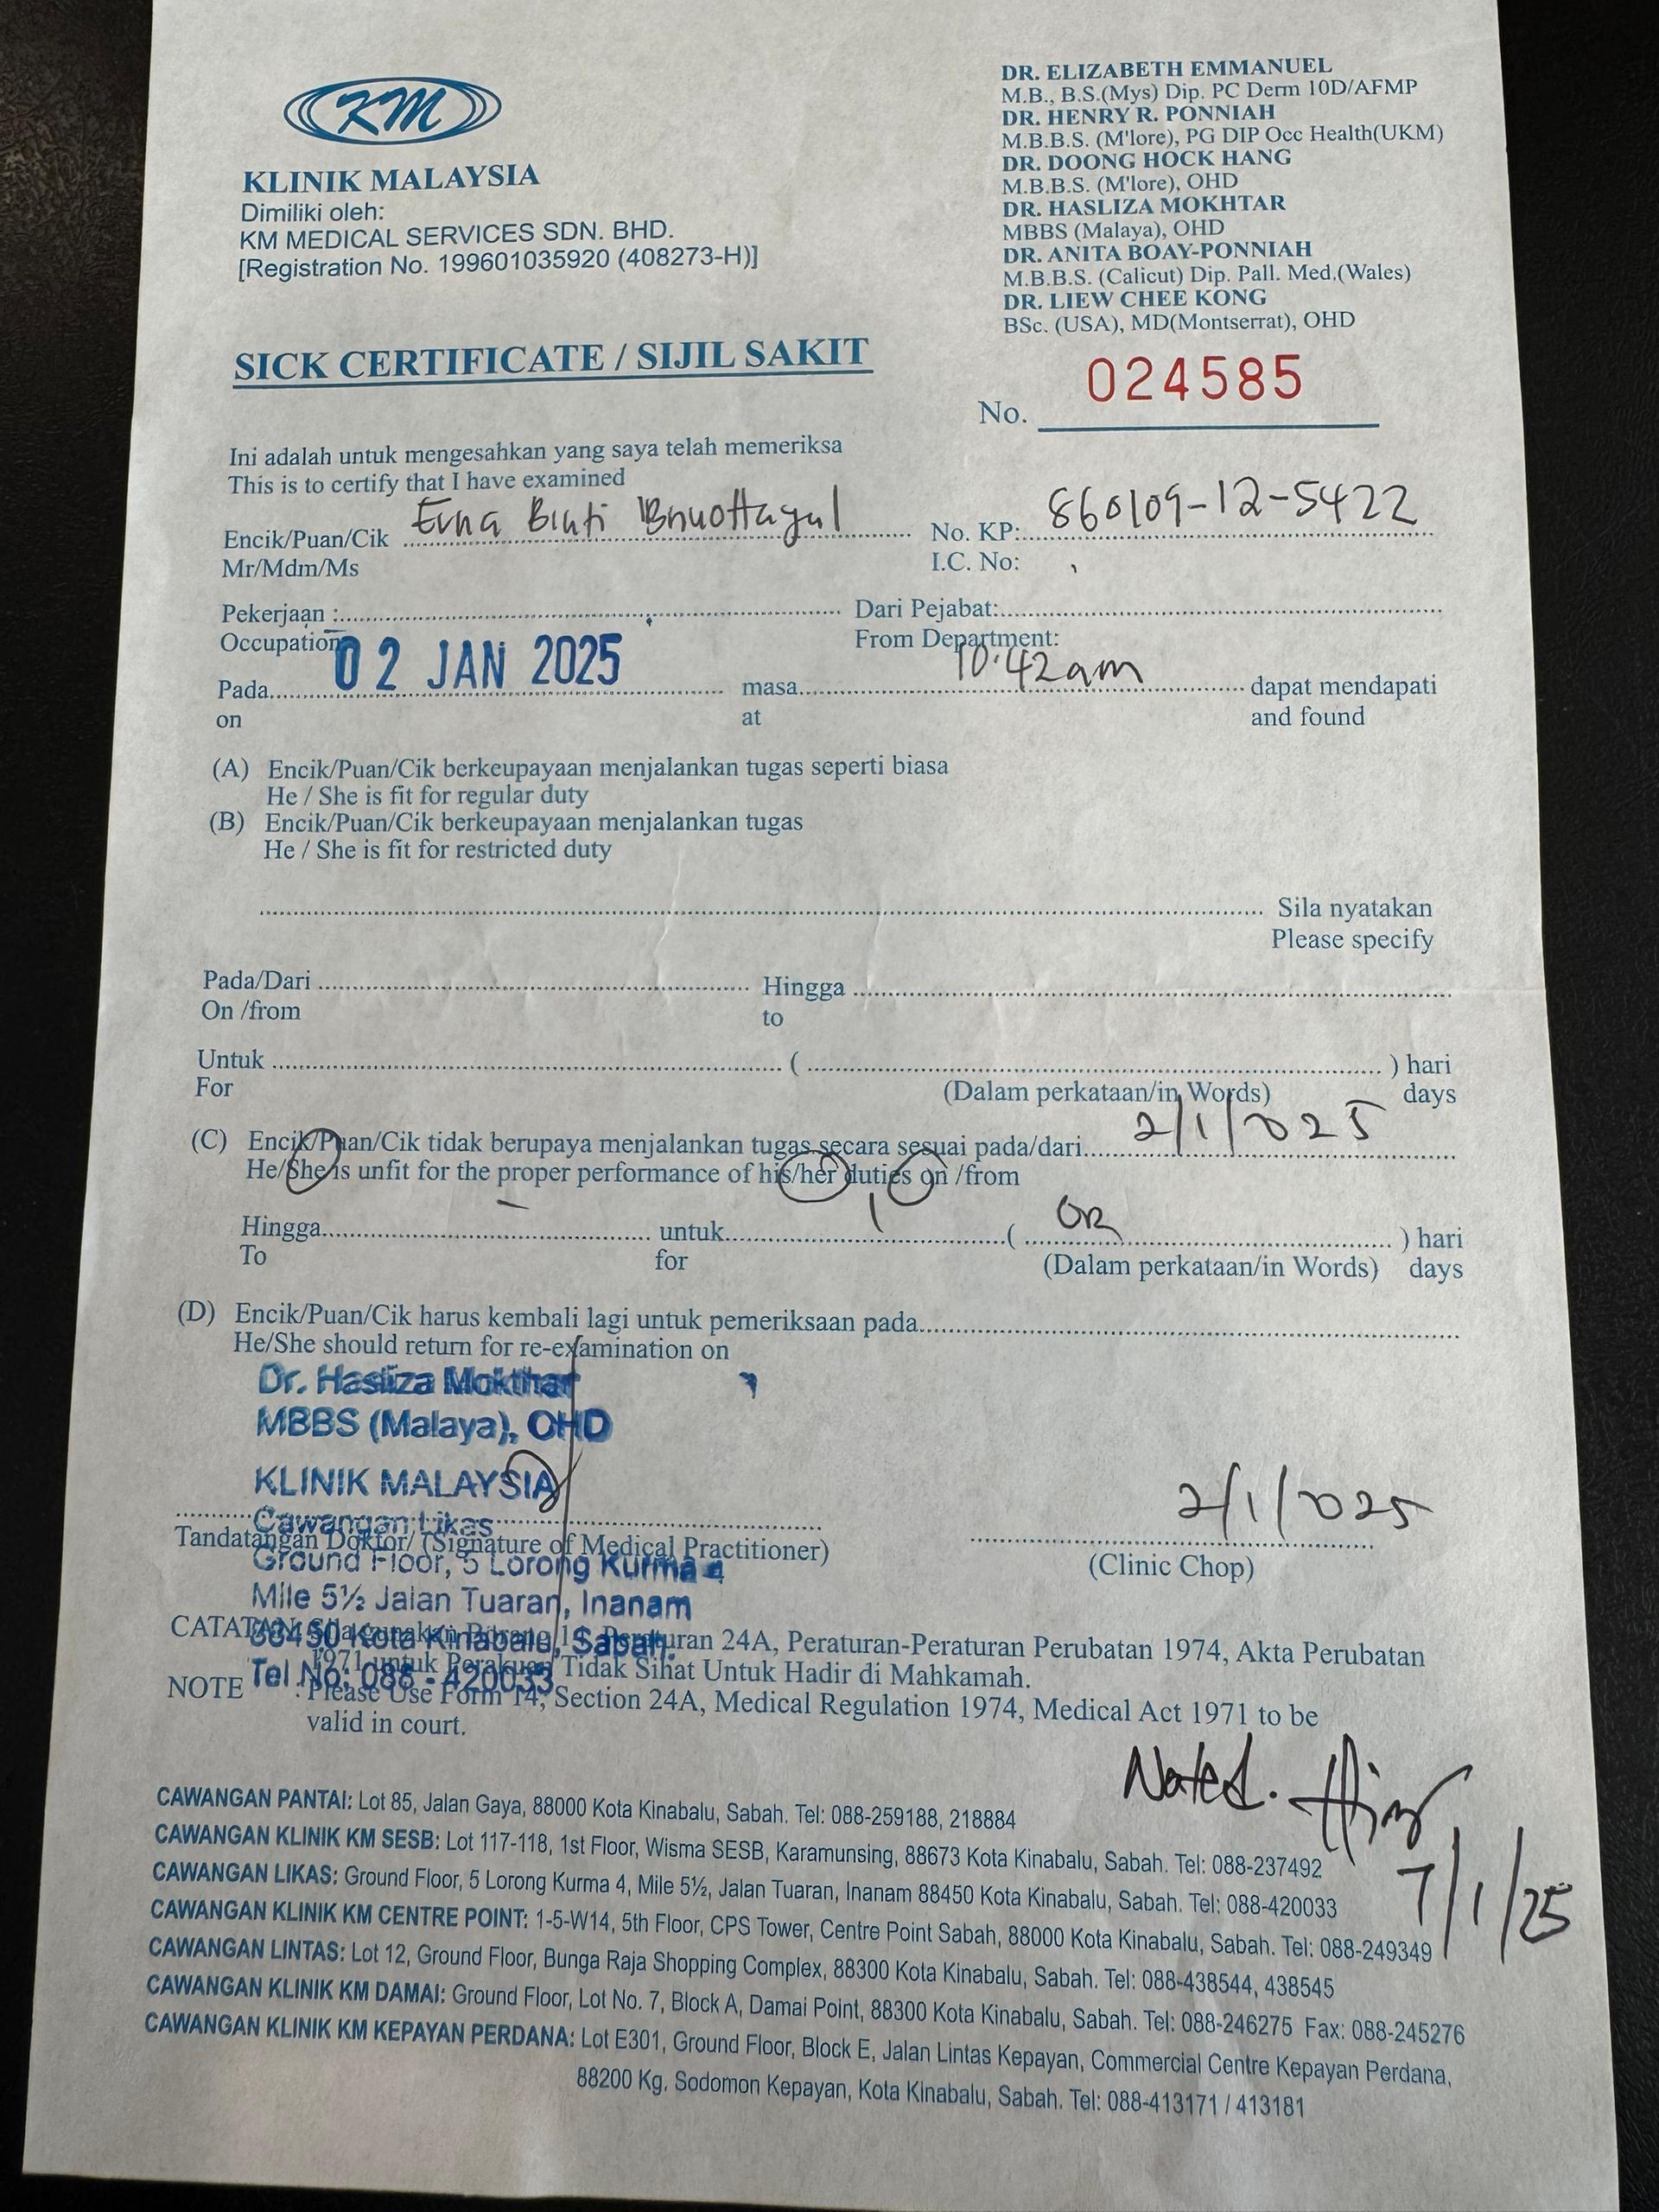 KM
KLINIK MALAYSIA
Dimiliki oleh:
KM MEDICAL SERVICES SDN. BHD.
[Registration No. 199601035920 (408273-H)]
DR. ELIZABETH EMMANUEL
M.B., B.S.(Mys) Dip. PC Derm 10D/AFMP
DR. HENRY R. PONNIAH
M.B.B.S. (M'lore), PG DIP Occ Health(UKM)
DR. DOONG HOCK HANG
M.B.B.S. (M'lore), OHD
DR. HASLIZA MOKHTAR
MBBS (Malaya), OHD
DR. ANITA BOAY-PONNIAH
M.B.B.S. (Calicut) Dip. Pall. Med,(Wales)
DR. LIEW CHEE KONG
BSc. (USA), MD(Montserrat), OHD
SICK CERTIFICATE / SIJIL SAKIT
No. 024585
Ini adalah untuk mengesahkan yang saya telah memeriksa
This is to certify that I have examined
Encik/Puan/Cik Erna Binti No. KP: 860109-12-5422
Mr/Mdm/Ms I.C. No:
Pekerjaan : Dari Pejabat:
Occupation From Department:
Pada 02 JAN 2025 masa 10:42am dapat mendapati
on at and found
(A) Encik/Puan/Cik berkeupayaan menjalankan tugas seperti biasa
He / She is fit for regular duty
(B) Encik/Puan/Cik berkeupayaan menjalankan tugas
He / She is fit for restricted duty
Sila nyatakan
Please specify
Pada/Dari Hingga
On /from to
Untuk ( ) hari
For (Dalam perkataan/in Words) days
(C) Encik/Puan/Cik tidak berupaya menjalankan tugas secara sesuai pada/dari 2/1/2025
He/She is unfit for the proper performance of his/her duties on /from
Hingga - untuk 1 ( ) hari
To for (Dalam perkataan/in Words) days
(D) Encik/Puan/Cik harus kembali lagi untuk pemeriksaan pada
He/She should return for re-examination on
Dr. Hasliza Mokthar
MBBS (Malaya), OHD
KLINIK MALAYSIA
Cawangan Likas
Ground Floor, 5 Lorong Kurma 4
Mile 5½ Jalan Tuaran, Inanam
88450 Kota Kinabalu, Sabah.
Tel No: 088 - 420033
2/1/2025
Tandatangan Doktor/ (Signature of Medical Practitioner)
(Clinic Chop)
CATATAN: Sila gunakan Borang 14, Peraturan 24A, Peraturan-Peraturan Perubatan 1974, Akta Perubatan
1971 untuk Perakuan Tidak Sihat Untuk Hadir di Mahkamah.
NOTE : Please Use Form 14, Section 24A, Medical Regulation 1974, Medical Act 1971 to be
valid in court.
Noted.
7/1/25
CAWANGAN PANTAI: Lot 85, Jalan Gaya, 88000 Kota Kinabalu, Sabah. Tel: 088-259188, 218884
CAWANGAN KLINIK KM SESB: Lot 117-118, 1st Floor, Wisma SESB, Karamunsing, 88673 Kota Kinabalu, Sabah. Tel: 088-237492
CAWANGAN LIKAS: Ground Floor, 5 Lorong Kurma 4, Mile 5½, Jalan Tuaran, Inanam 88450 Kota Kinabalu, Sabah. Tel: 088-420033
CAWANGAN KLINIK KM CENTRE POINT: 1-5-W14, 5th Floor, CPS Tower, Centre Point Sabah, 88000 Kota Kinabalu, Sabah. Tel: 088-249349
CAWANGAN LINTAS: Lot 12, Ground Floor, Bunga Raja Shopping Complex, 88300 Kota Kinabalu, Sabah. Tel: 088-438544, 438545
CAWANGAN KLINIK KM DAMAI: Ground Floor, Lot No. 7, Block A, Damai Point, 88300 Kota Kinabalu, Sabah. Tel: 088-246275 Fax: 088-245276
CAWANGAN KLINIK KM KEPAYAN PERDANA: Lot E301, Ground Floor, Block E, Jalan Lintas Kepayan, Commercial Centre Kepayan Perdana,
88200 Kg. Sodomon Kepayan, Kota Kinabalu, Sabah. Tel: 088-413171 / 413181